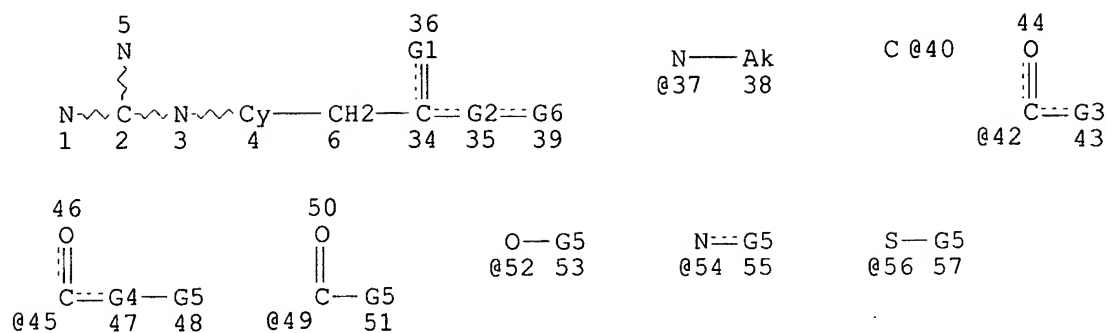 5 36 44
N G1 N Ak C @40 O
@37 38
N C N Cy CH2 C G2 G6 C G3
1 2 3 4 6 34 35 39 @42 43
46 50
O O O G5 N G5 S G5
@52 53 @54 55 @56 57
C G4 G5 C G5
@45 47 48 @49 51